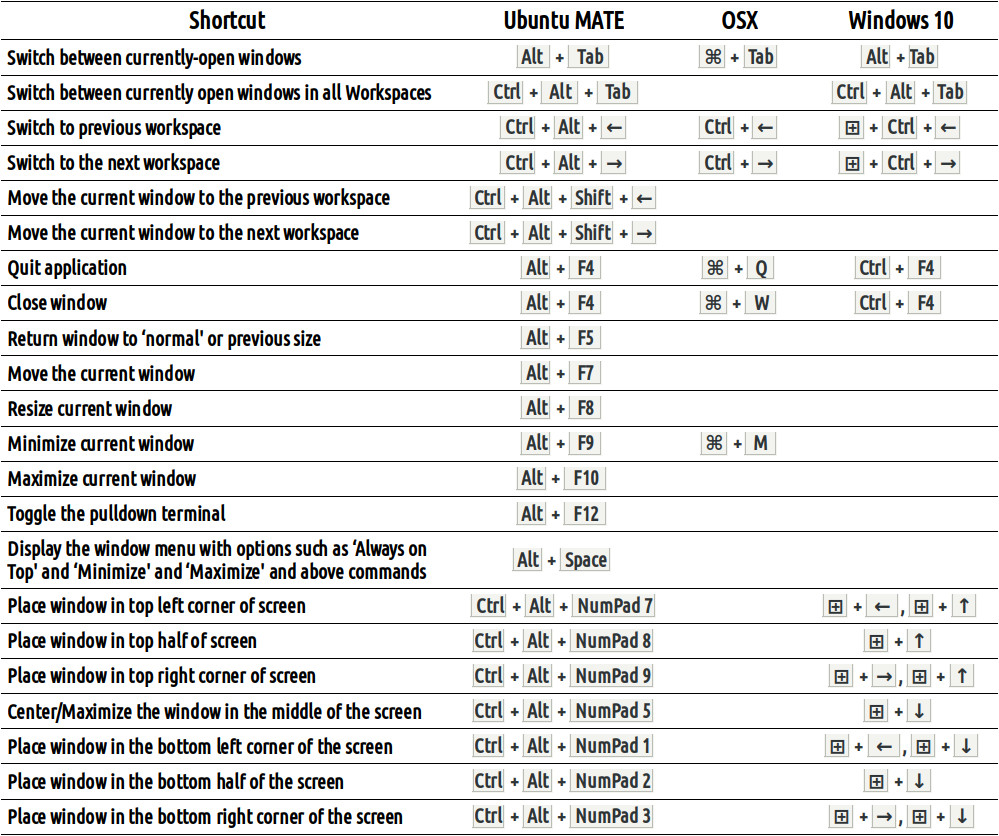 Shortcut Ubuntu MATE OSX Windows 10
Switch between currently-open windows Alt + Tab ⌘ + Tab Alt + Tab
Switch between currently open windows in all Workspaces Ctrl + Alt + Tab Ctrl + Alt + Tab
Switch to previous workspace Ctrl + Alt + ← Ctrl + ← ⊞ + Ctrl + ←
Switch to the next workspace Ctrl + Alt + → Ctrl + → ⊞ + Ctrl + →
Move the current window to the previous workspace Ctrl + Alt + Shift + ←
Move the current window to the next workspace Ctrl + Alt + Shift + →
Quit application Alt + F4 ⌘ + Q Ctrl + F4
Close window Alt + F4 ⌘ + W Ctrl + F4
Return window to ‘normal' or previous size Alt + F5
Move the current window Alt + F7
Resize current window Alt + F8
Minimize current window Alt + F9 ⌘ + M
Maximize current window Alt + F10
Toggle the pulldown terminal Alt + F12
Display the window menu with options such as ‘Always on
Top' and ‘Minimize' and ‘Maximize' and above commands Alt + Space
Place window in top left corner of screen Ctrl + Alt + NumPad 7 ⊞ + ← , ⊞ + ↑
Place window in top half of screen Ctrl + Alt + NumPad 8 ⊞ + ↑
Place window in top right corner of screen Ctrl + Alt + NumPad 9 ⊞ + → , ⊞ + ↑
Center/Maximize the window in the middle of the screen Ctrl + Alt + NumPad 5 ⊞ + ↓
Place window in the bottom left corner of the screen Ctrl + Alt + NumPad 1 ⊞ + ← , ⊞ + ↓
Place window in the bottom half of the screen Ctrl + Alt + NumPad 2 ⊞ + ↓
Place window in the bottom right corner of the screen Ctrl + Alt + NumPad 3 ⊞ + → , ⊞ + ↓